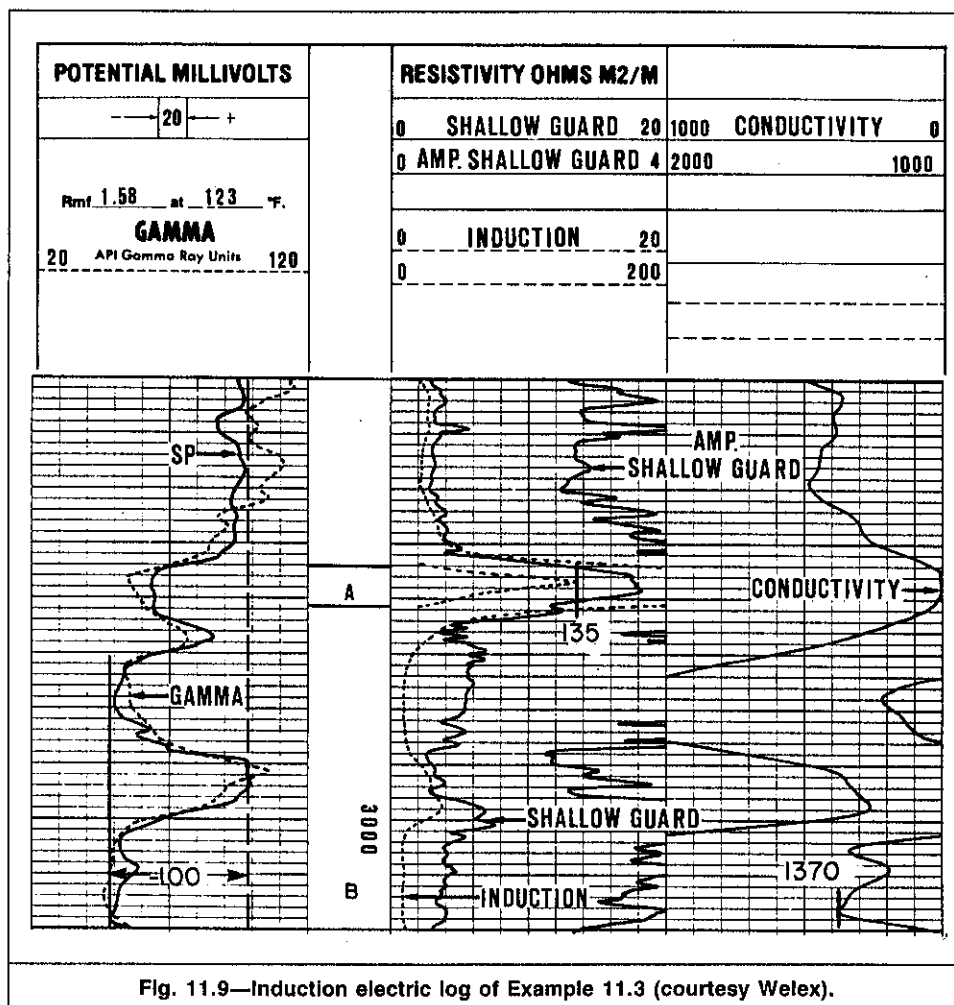 POTENTIAL MILLIVOLTS
- 20 +
Rmf 1.58 at 123 °F.
GAMMA
20 API Gamma Ray Units 120
RESISTIVITY OHMS M2/M
0 SHALLOW GUARD 20 1000 CONDUCTIVITY 0
0 AMP. SHALLOW GUARD 4 2000 1000
0 INDUCTION 20
0 200
SP
AMP.
SHALLOW GUARD
A
CONDUCTIVITY
135
GAMMA
3000
SHALLOW GUARD
100
1370
B
INDUCTION
Fig. 11.9—Induction electric log of Example 11.3 (courtesy Welex).